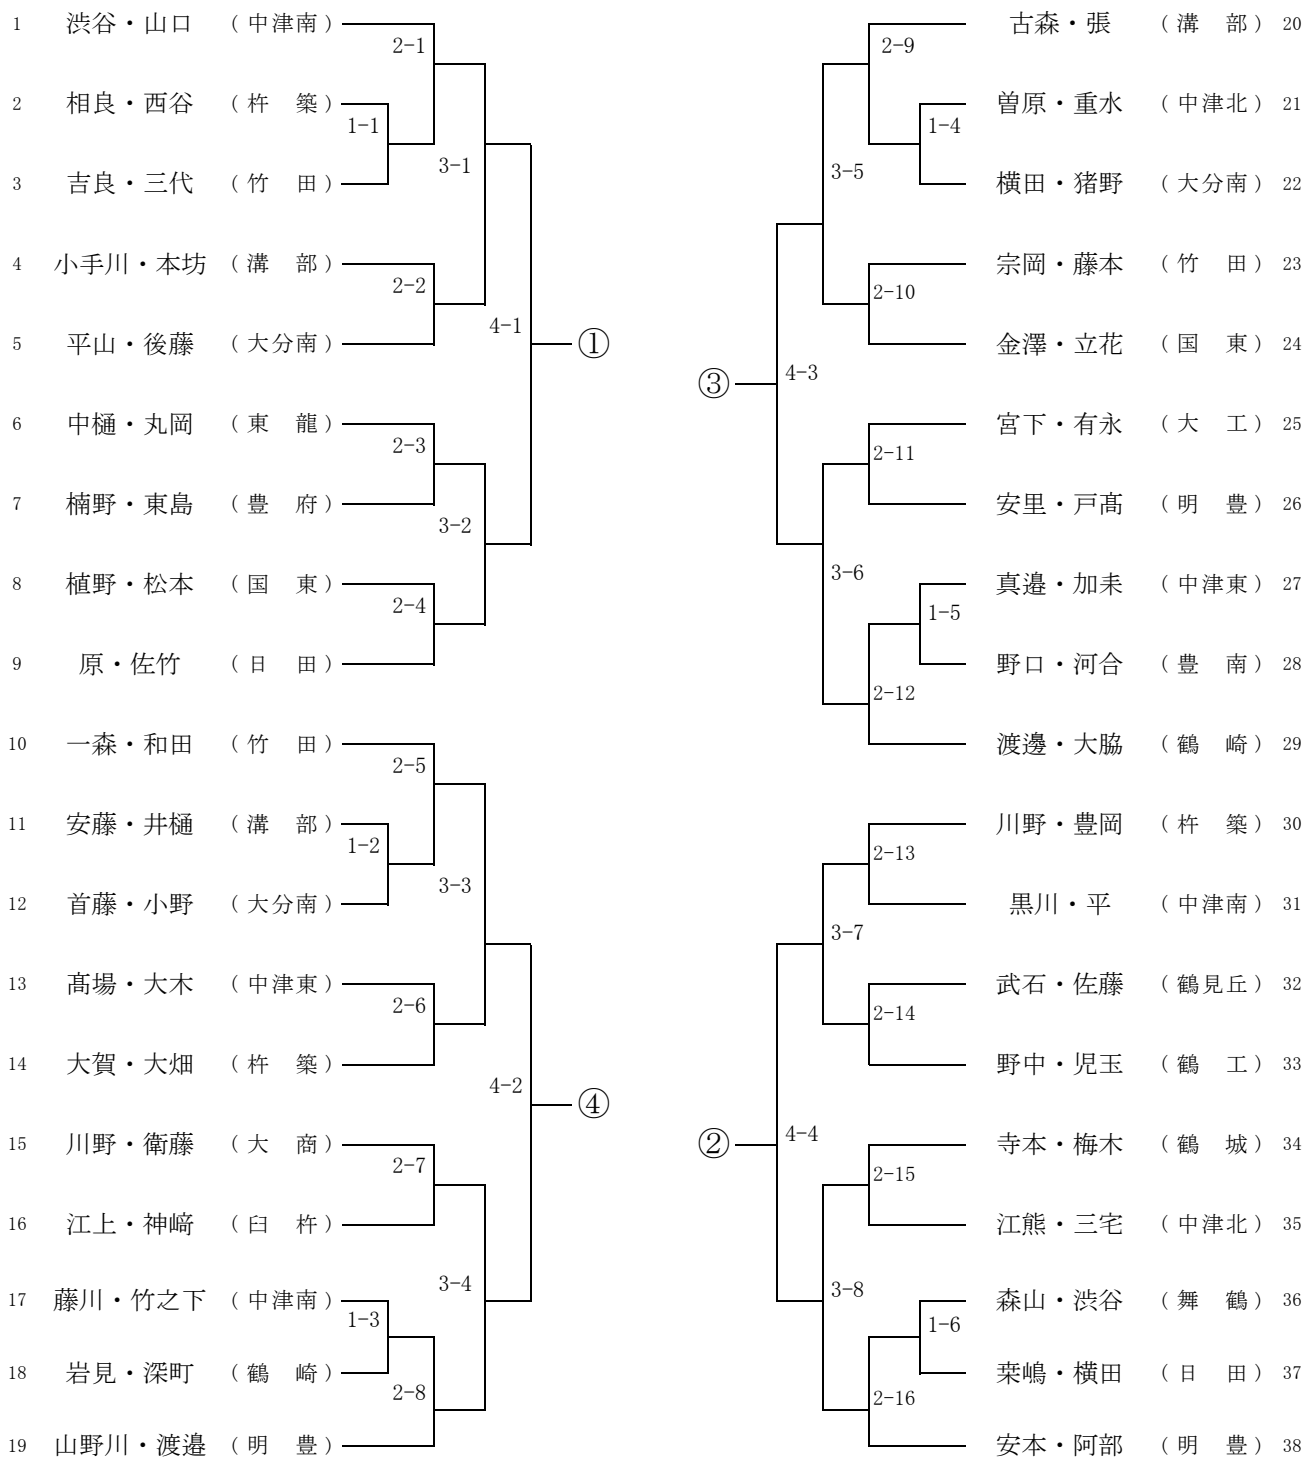 1 渋谷・山口 （中津南）
2-1
2 相良・西谷 （杵　築）
1-1
3 吉良・三代 （竹　田）
3-1
4 小手川・本坊 （溝　部）
2-2
5 平山・後藤 （大分南）
4-1
①
6 中樋・丸岡 （東　龍）
2-3
7 楠野・東島 （豊　府）
3-2
8 植野・松本 （国　東）
2-4
9 原・佐竹 （日　田）
10 一森・和田 （竹　田）
2-5
11 安藤・井樋 （溝　部）
1-2
12 首藤・小野 （大分南）
3-3
13 髙場・大木 （中津東）
2-6
14 大賀・大畑 （杵　築）
4-2
④
15 川野・衛藤 （大　商）
2-7
16 江上・神﨑 （臼　杵）
3-4
17 藤川・竹之下 （中津南）
1-3
18 岩見・深町 （鶴　崎）
2-8
19 山野川・渡邉 （明　豊）
古森・張 （溝　部） 20
2-9
曽原・重水 （中津北） 21
1-4
横田・猪野 （大分南） 22
3-5
宗岡・藤本 （竹　田） 23
2-10
金澤・立花 （国　東） 24
③
4-3
宮下・有永 （大　工） 25
2-11
安里・戸髙 （明　豊） 26
3-6
真邉・加耒 （中津東） 27
1-5
野口・河合 （豊　南） 28
2-12
渡邊・大脇 （鶴　崎） 29
川野・豊岡 （杵　築） 30
2-13
黒川・平 （中津南） 31
3-7
武石・佐藤 （鶴見丘） 32
2-14
野中・児玉 （鶴　工） 33
②
4-4
寺本・梅木 （鶴　城） 34
2-15
江熊・三宅 （中津北） 35
3-8
森山・渋谷 （舞　鶴） 36
1-6
桒嶋・横田 （日　田） 37
2-16
安本・阿部 （明　豊） 38